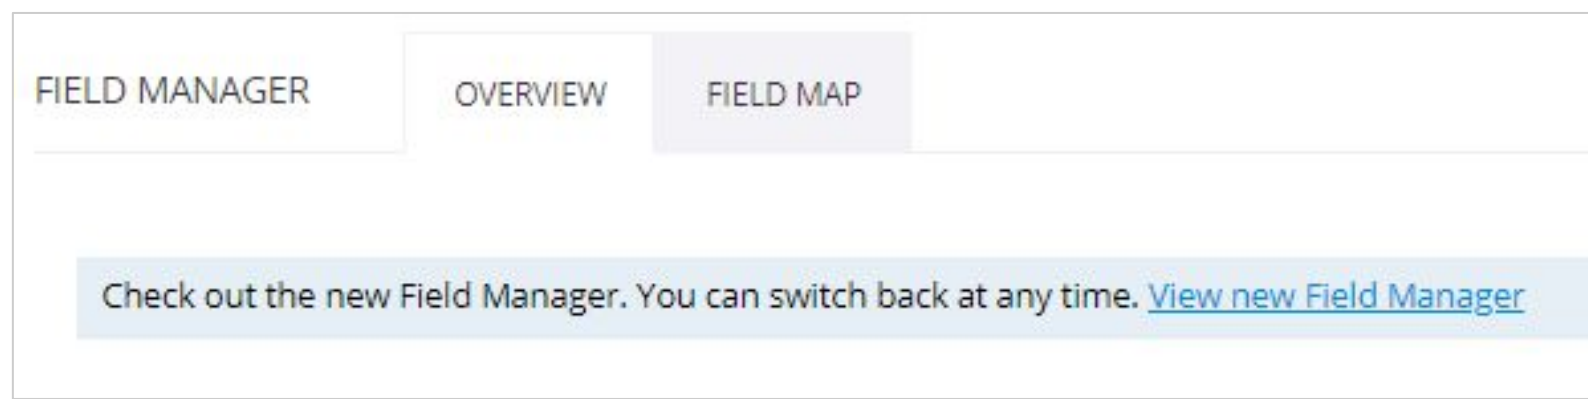 FIELD MANAGER OVERVIEW FIELD MAP
Check out the new Field Manager. You can switch back at any time. View new Field Manager